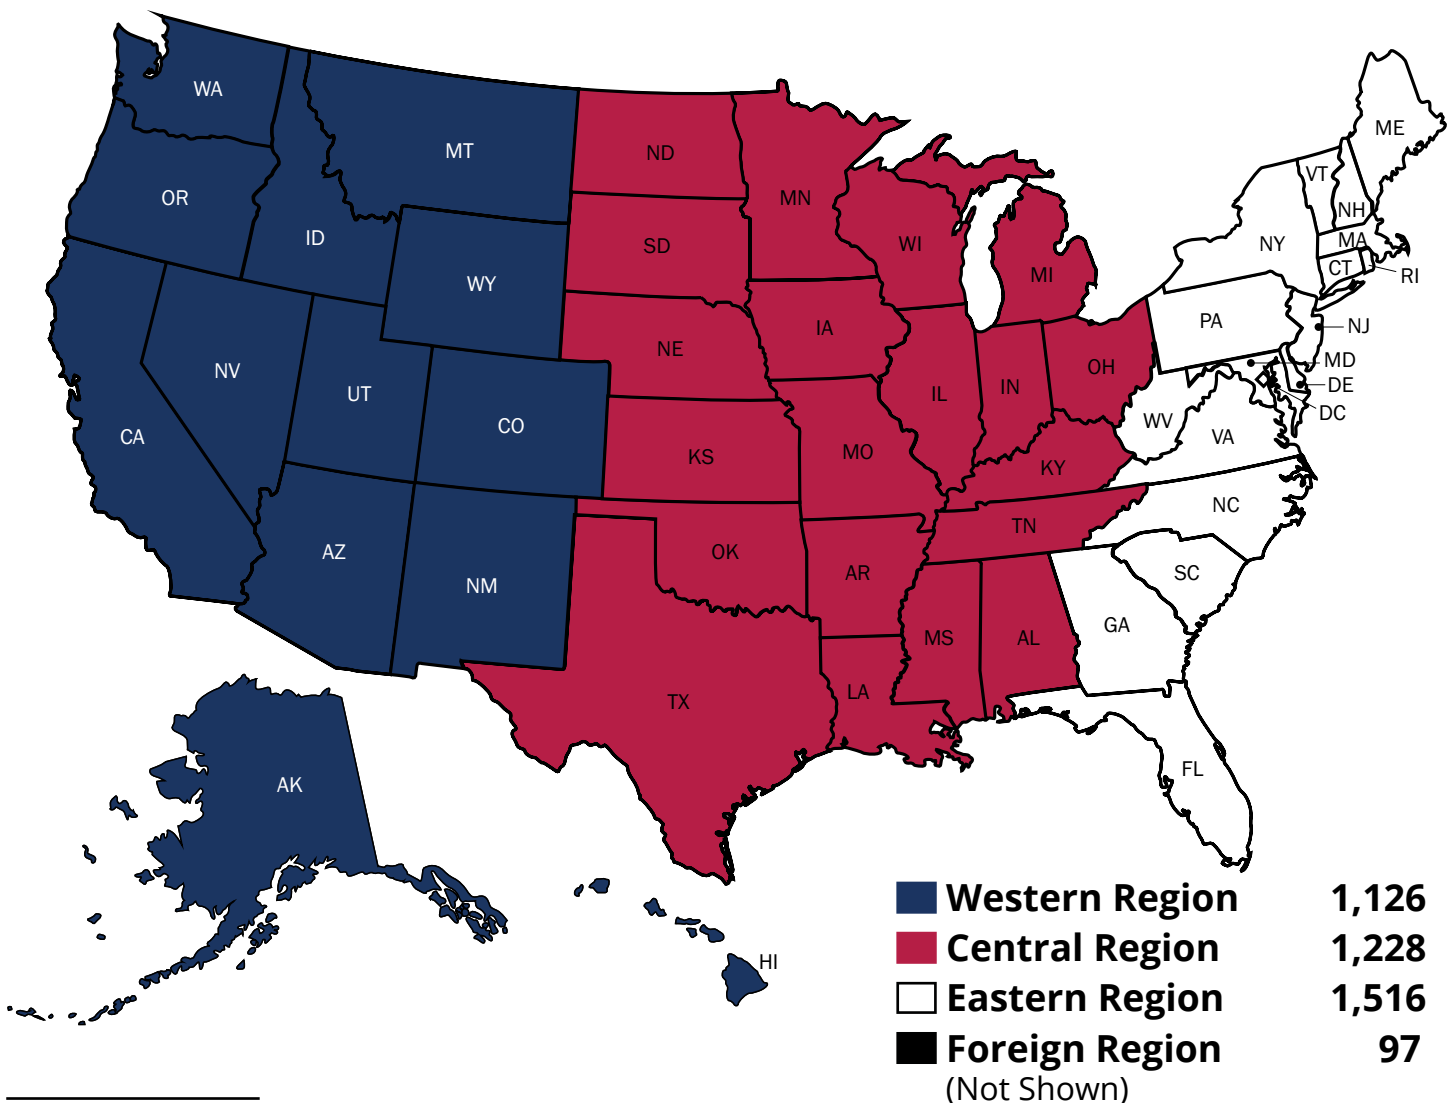 WA
MT
ND
ME
VT
OR
MN
NH
ID
SD
WI
NY
MA
CT
RI
WY
MI
IA
PA
NJ
NE
MD
NV
UT
IL
IN
OH
DE
CO
WV
DC
CA
KS
MO
KY
VA
NC
TN
AZ
OK
AR
SC
NM
MS
AL
GA
TX
LA
FL
AK
HI
Western Region 1,126
Central Region 1,228
Eastern Region 1,516
Foreign Region 97
(Not Shown)